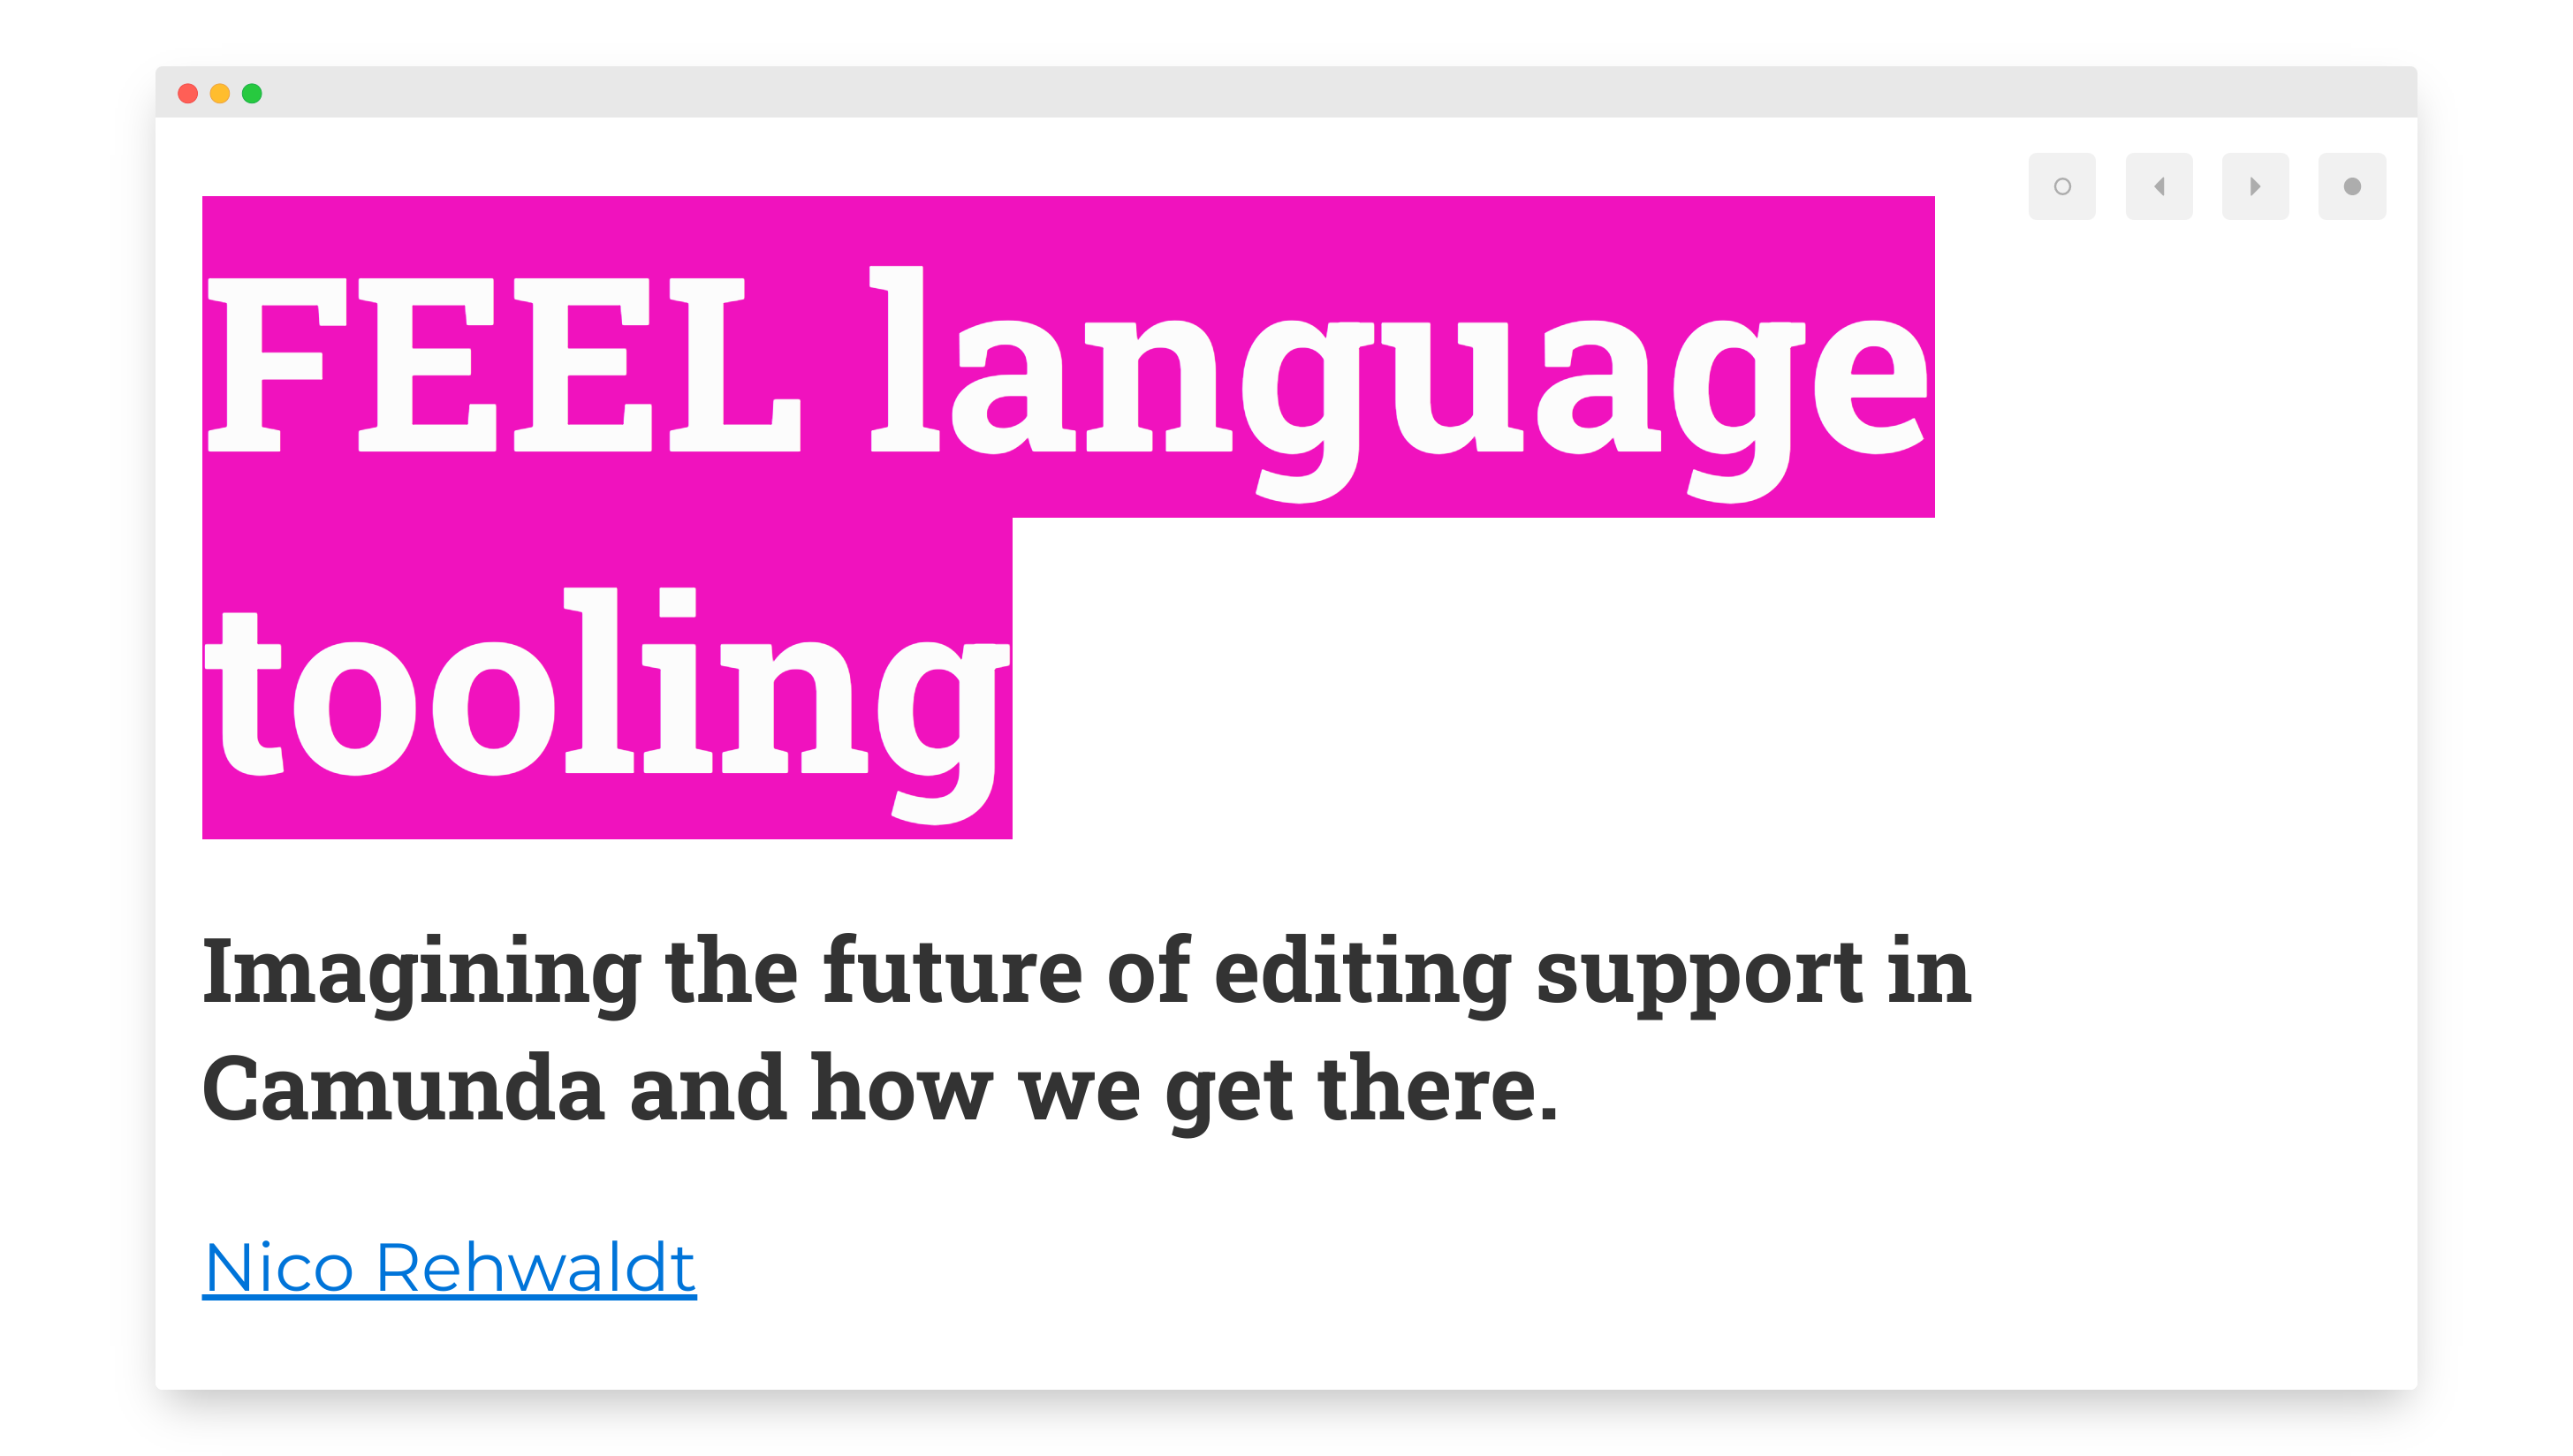 FEEL language
tooling
Imagining the future of editing support in
Camunda and how we get there.
Nico Rehwaldt